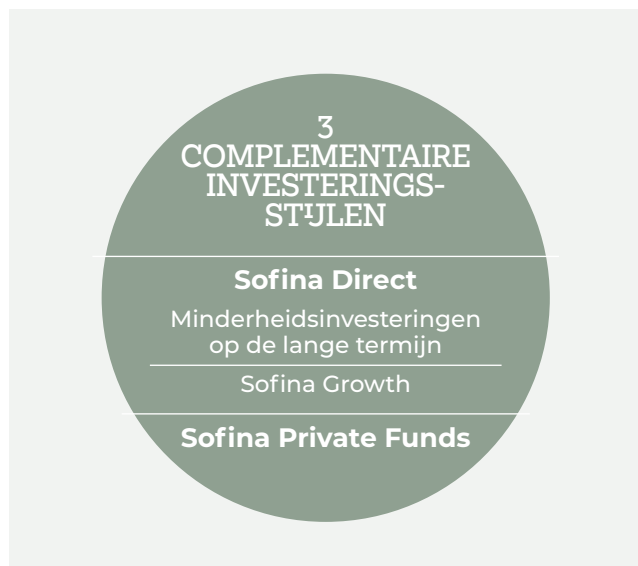 3
COMPLEMENTAIRE
INVESTERINGS-
STIJLEN
Sofina Direct
Minderheidsinvesteringen
op de lange termijn
Sofina Growth
Sofina Private Funds